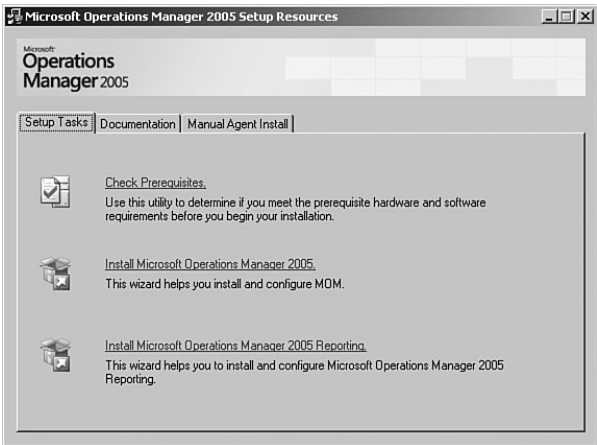 Microsoft Operations Manager 2005 Setup Resources
Microsoft
Operations
Manager 2005
Setup Tasks Documentation Manual Agent Install
Check Prerequisites.
Use this utility to determine if you meet the prerequisite hardware and software
requirements before you begin your installation.
Install Microsoft Operations Manager 2005.
This wizard helps you install and configure MOM.
Install Microsoft Operations Manager 2005 Reporting.
This wizard helps you to install and configure Microsoft Operations Manager 2005
Reporting.